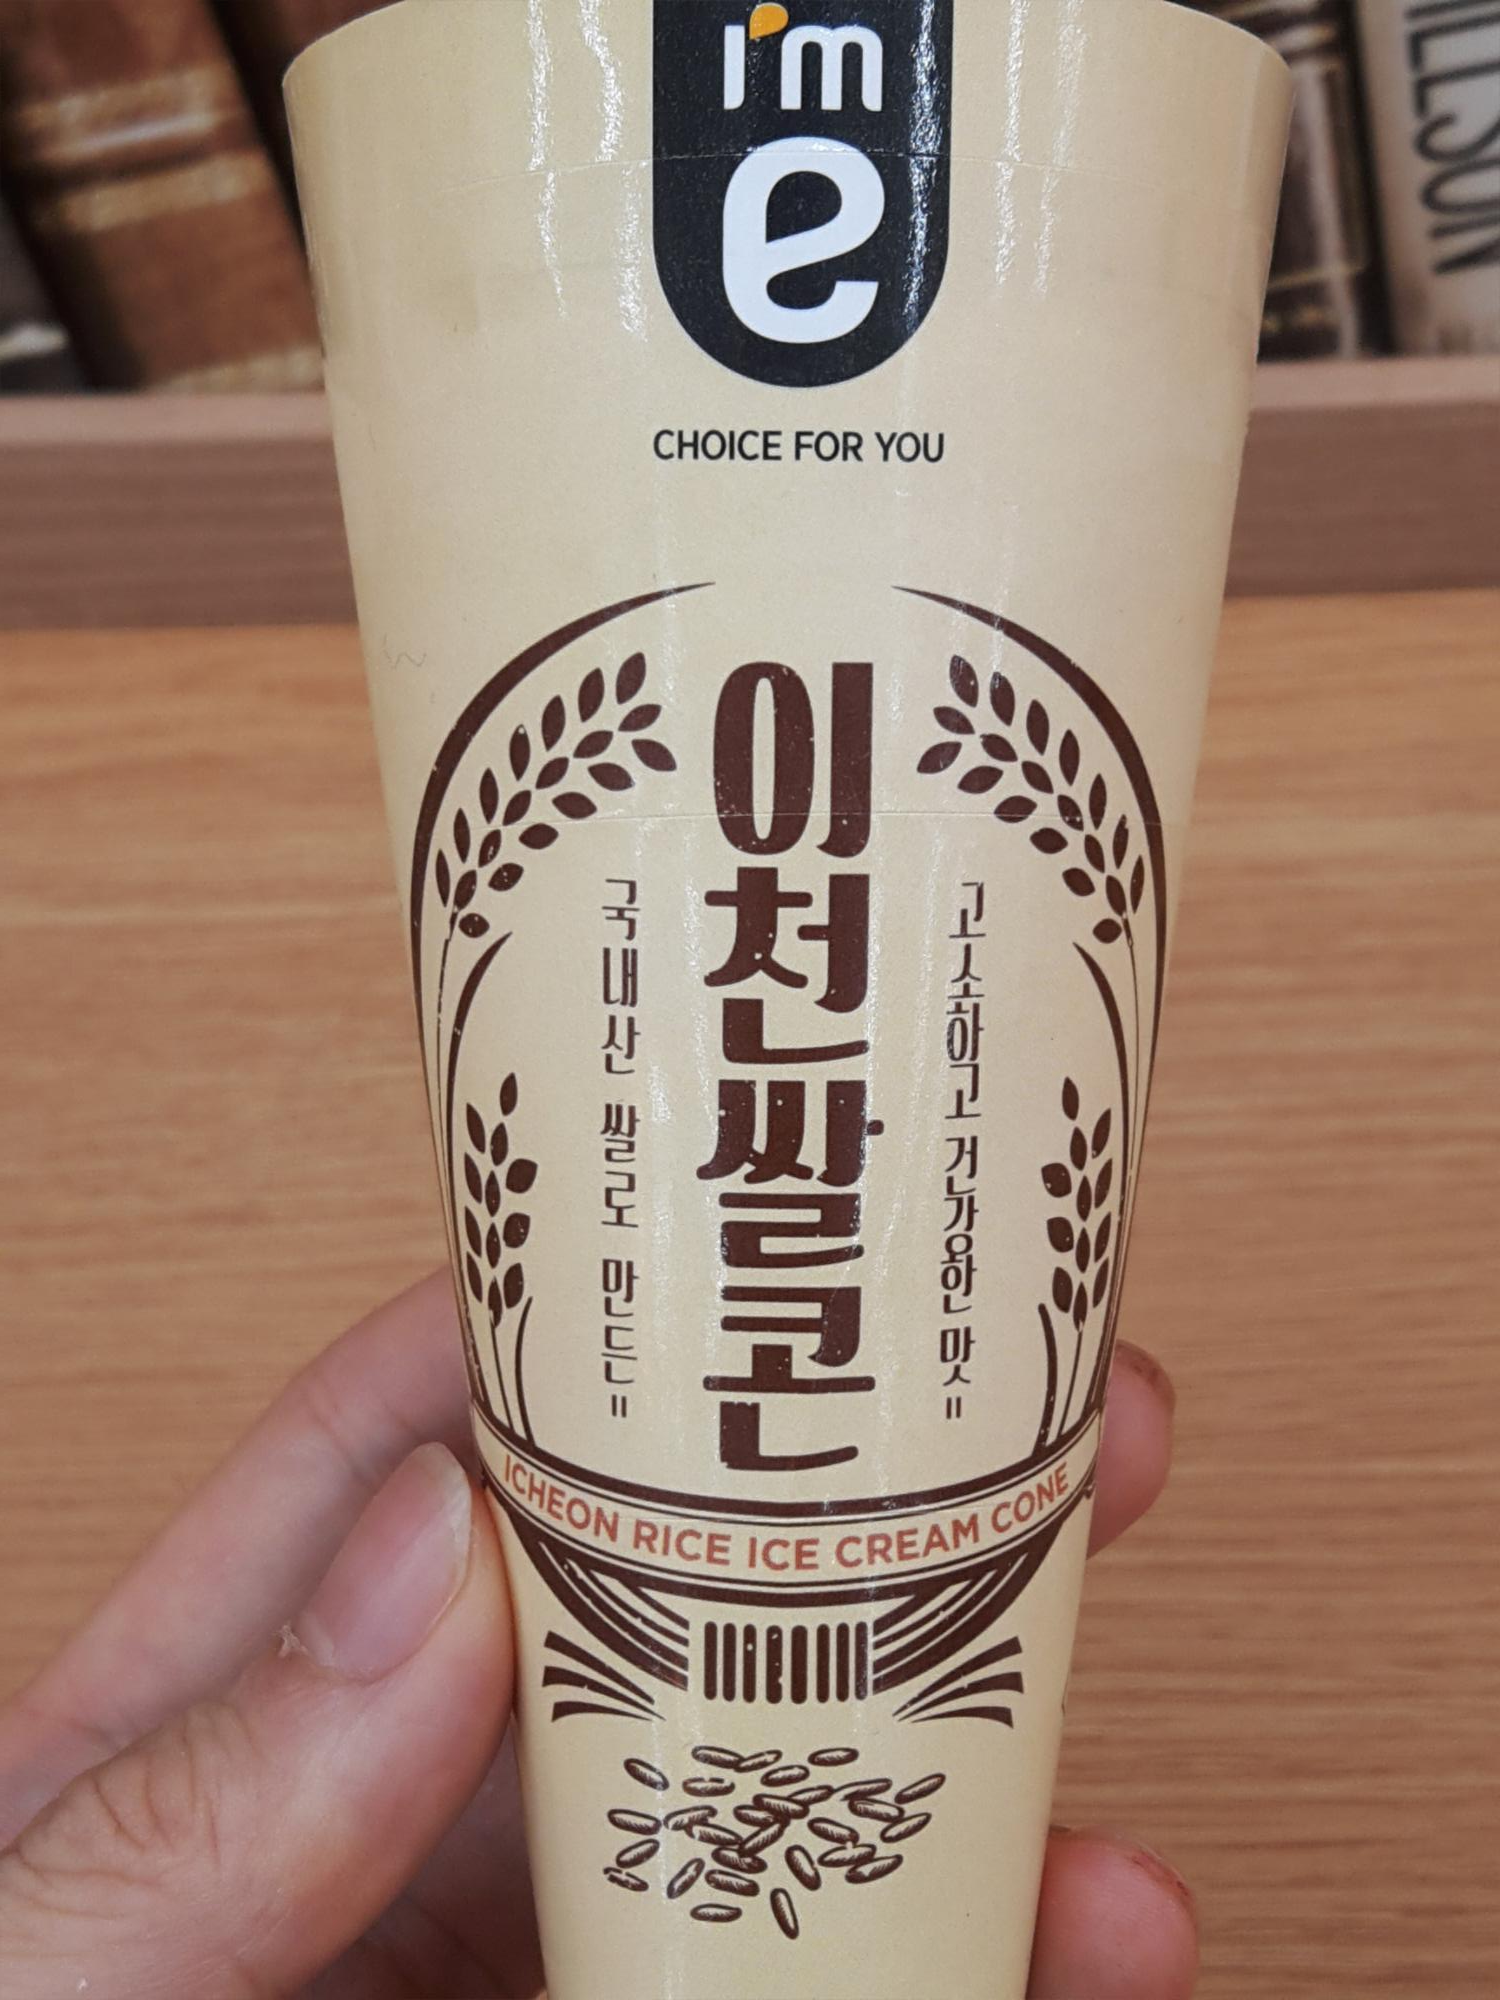 I'm
e
CHOICE FOR YOU
이천쌀콘
국내산 쌀로 만든
고소하고 건강한 맛
ICHEON RICE ICE CREAM CONE